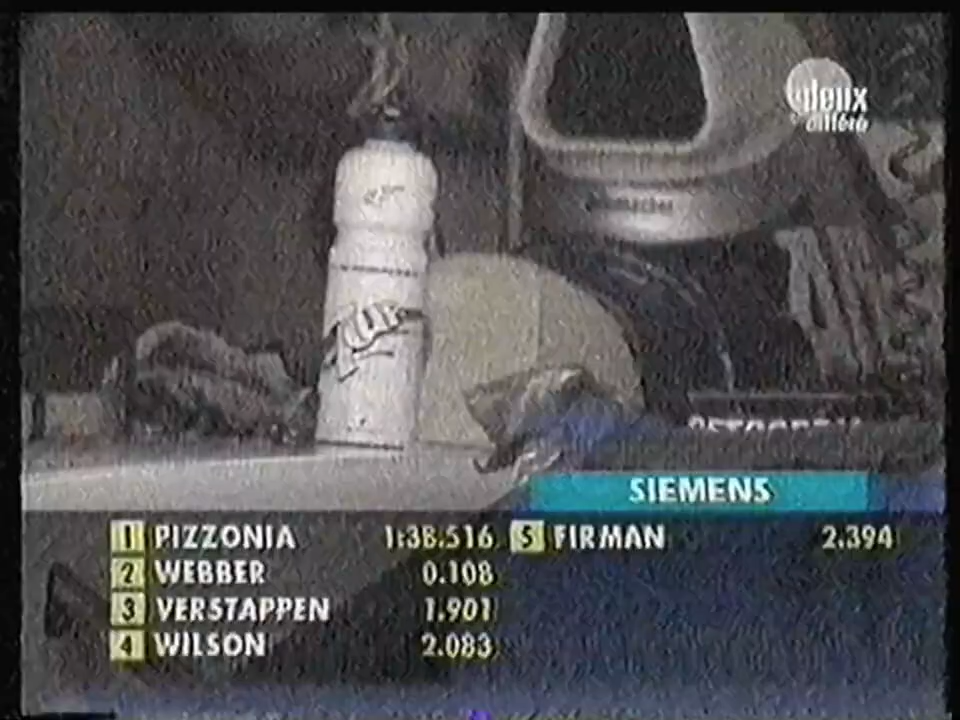 deux
différé
SIEMENS
1 PIZZONIA 1:38.516
2 WEBBER 0.108
3 VERSTAPPEN 1.901
4 WILSON 2.083
5 FIRMAN 2.394